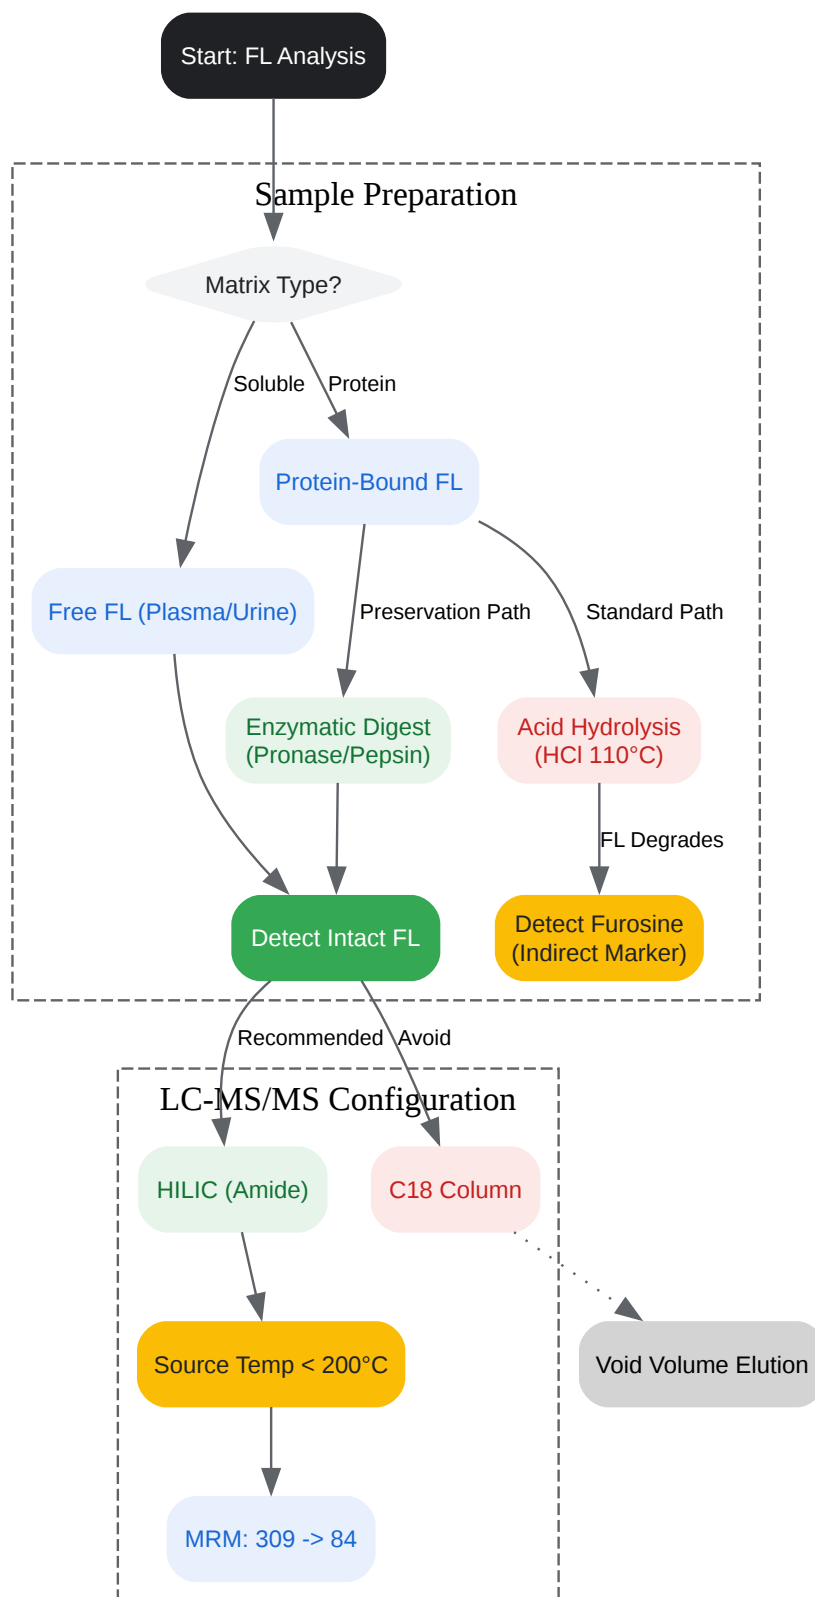 Start: FL Analysis
Sample Preparation
Matrix Type?
Soluble
Protein
Protein-Bound FL
Free FL (Plasma/Urine)
Preservation Path
Standard Path
Enzymatic Digest
(Pronase/Pepsin)
Acid Hydrolysis
(HCl 110°C)
FL Degrades
Detect Intact FL
Detect Furosine
(Indirect Marker)
Recommended
Avoid
LC-MS/MS Configuration
HILIC (Amide)
C18 Column
Source Temp < 200°C
Void Volume Elution
MRM: 309 -> 84